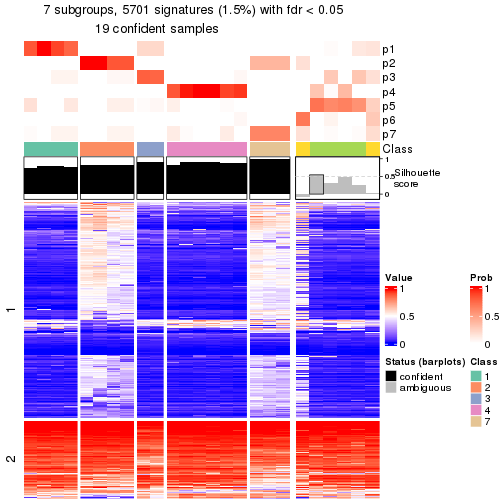 7 subgroups, 5701 signatures (1.5%) with fdr < 0.05
19 confident samples
p1
p2
p3
p4
p5
p6
p7
Class
1
0.5
0
Silhouette
score
1
2
Value
1
0.5
0
Prob
1
0.5
0
Status (barplots)
confident
ambiguous
Class
1
2
3
4
7